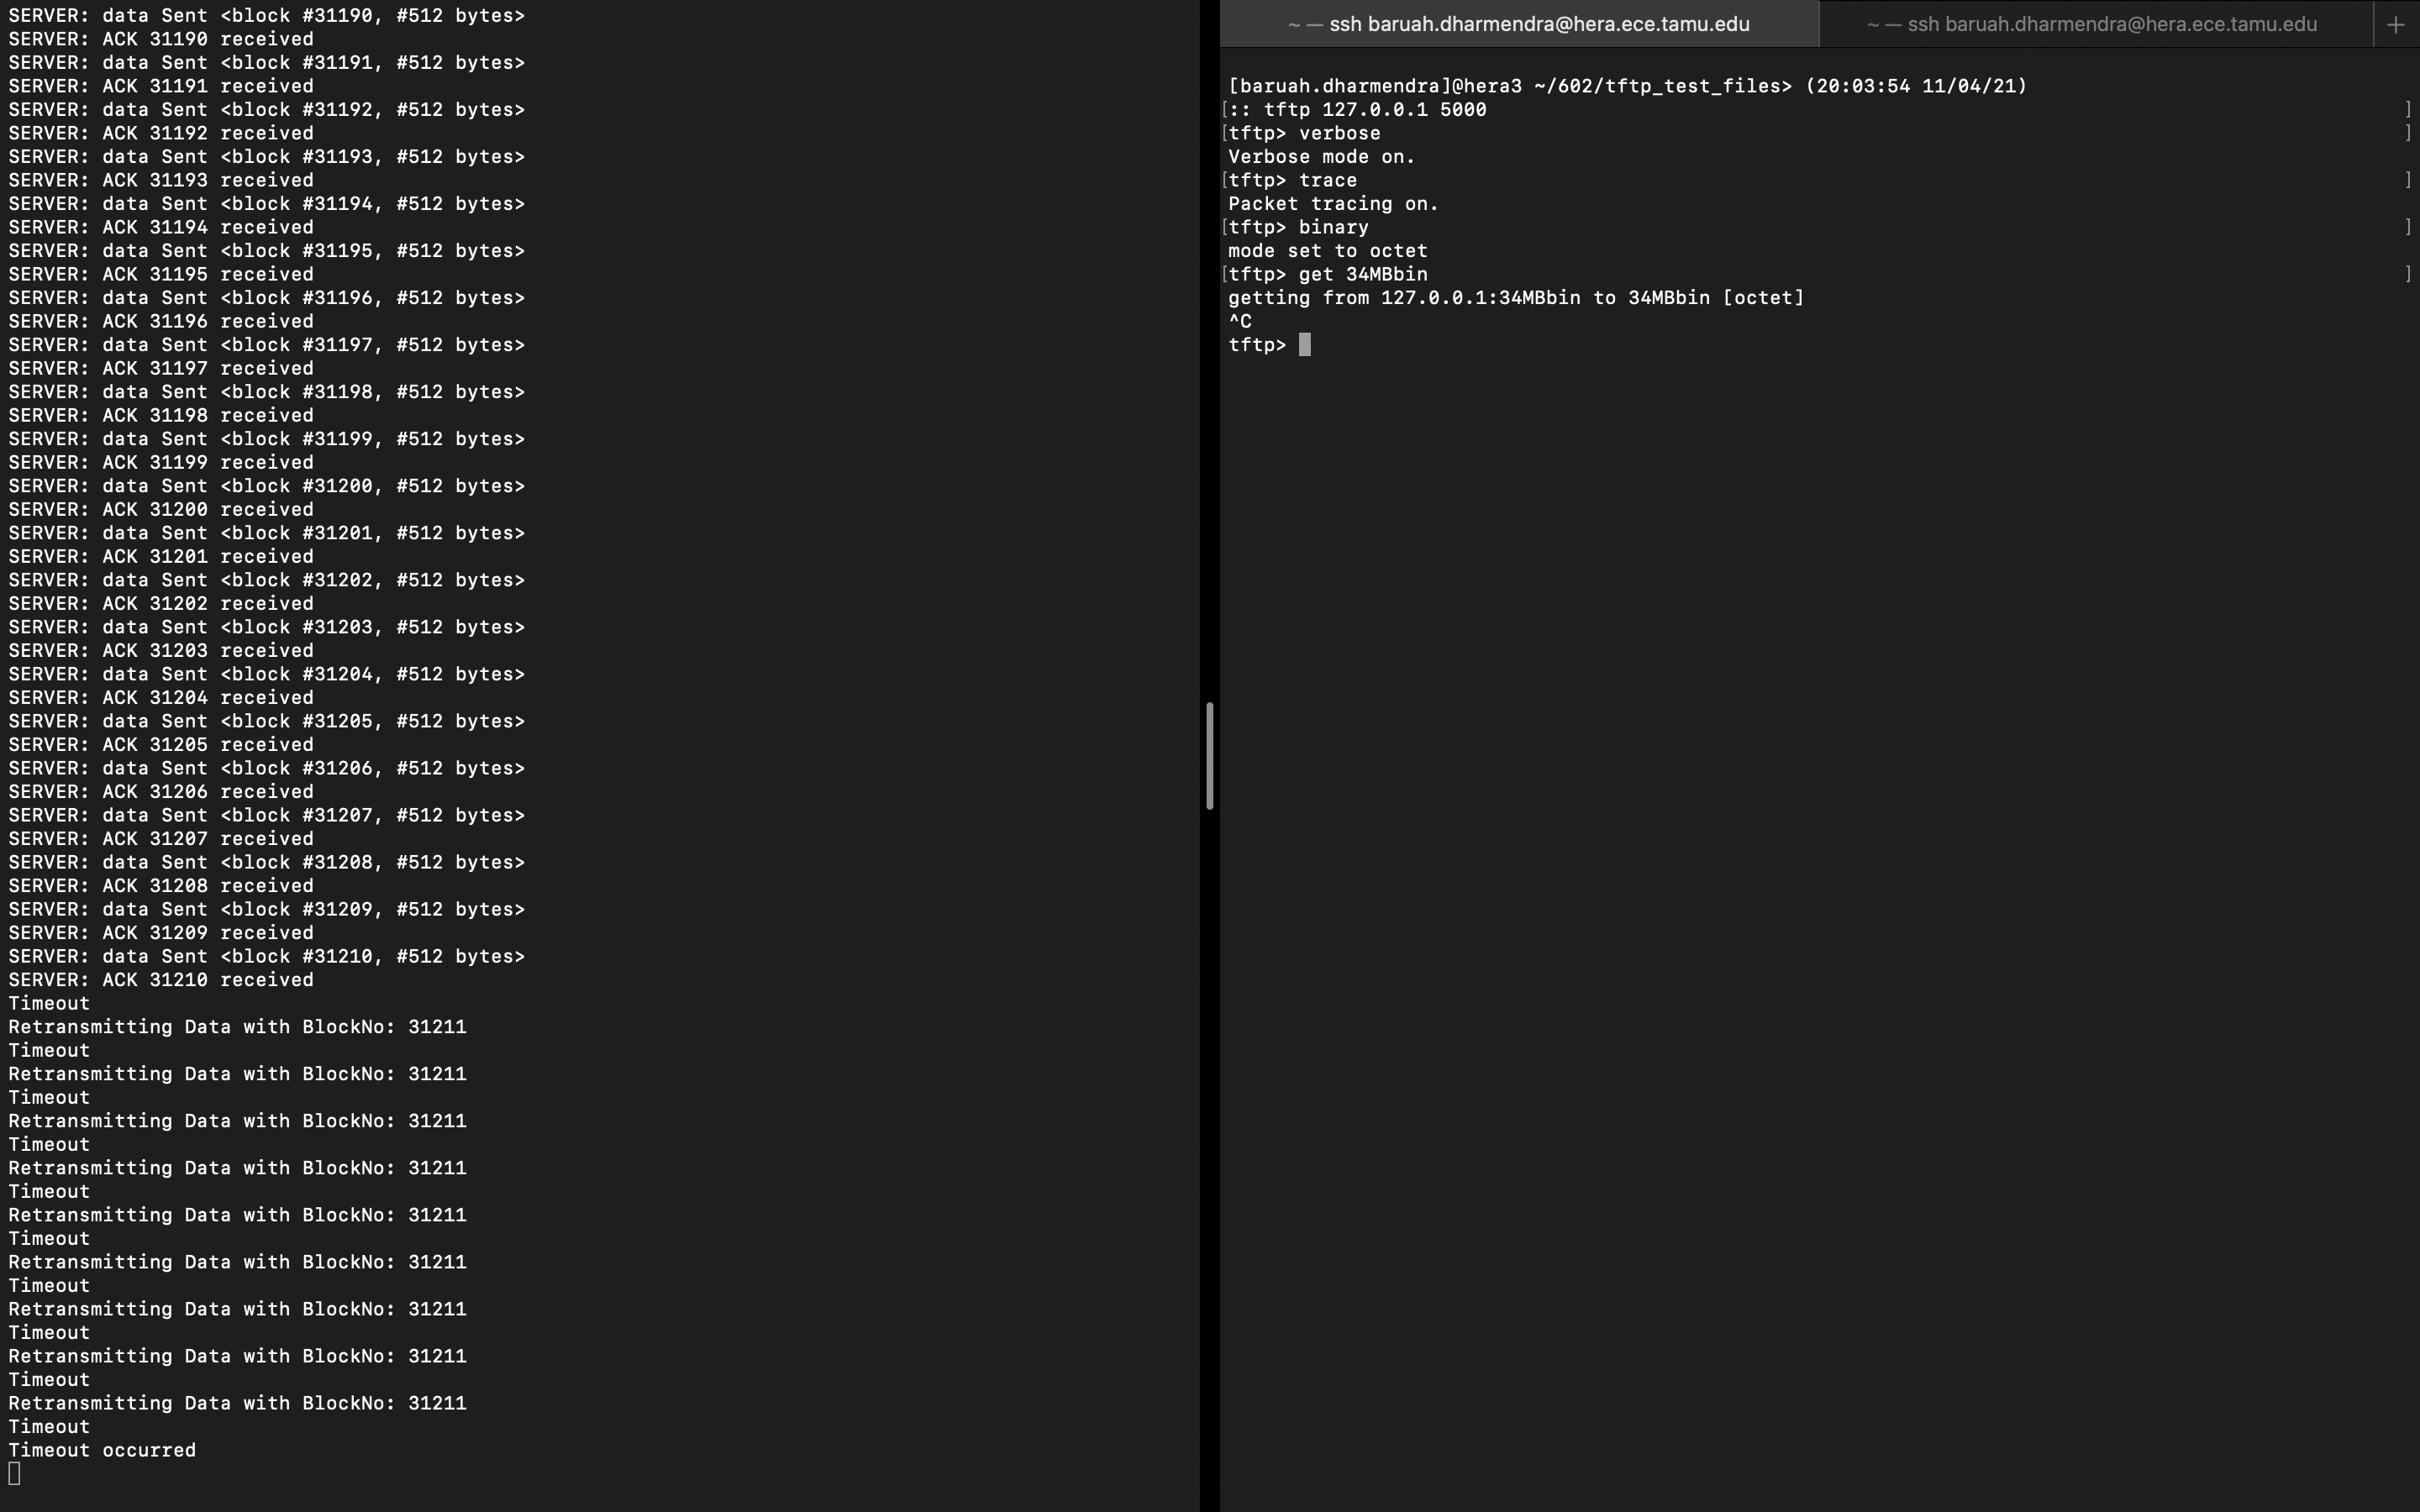 SERVER: data Sent <block #31190, #512 bytes>
SERVER: ACK 31190 received
SERVER: data Sent <block #31191, #512 bytes>
SERVER: ACK 31191 received
SERVER: data Sent <block #31192, #512 bytes>
SERVER: ACK 31192 received
SERVER: data Sent <block #31193, #512 bytes>
SERVER: ACK 31193 received
SERVER: data Sent <block #31194, #512 bytes>
SERVER: ACK 31194 received
SERVER: data Sent <block #31195, #512 bytes>
SERVER: ACK 31195 received
SERVER: data Sent <block #31196, #512 bytes>
SERVER: ACK 31196 received
SERVER: data Sent <block #31197, #512 bytes>
SERVER: ACK 31197 received
SERVER: data Sent <block #31198, #512 bytes>
SERVER: ACK 31198 received
SERVER: data Sent <block #31199, #512 bytes>
SERVER: ACK 31199 received
SERVER: data Sent <block #31200, #512 bytes>
SERVER: ACK 31200 received
SERVER: data Sent <block #31201, #512 bytes>
SERVER: ACK 31201 received
SERVER: data Sent <block #31202, #512 bytes>
SERVER: ACK 31202 received
SERVER: data Sent <block #31203, #512 bytes>
SERVER: ACK 31203 received
SERVER: data Sent <block #31204, #512 bytes>
SERVER: ACK 31204 received
SERVER: data Sent <block #31205, #512 bytes>
SERVER: ACK 31205 received
SERVER: data Sent <block #31206, #512 bytes>
SERVER: ACK 31206 received
SERVER: data Sent <block #31207, #512 bytes>
SERVER: ACK 31207 received
SERVER: data Sent <block #31208, #512 bytes>
SERVER: ACK 31208 received
SERVER: data Sent <block #31209, #512 bytes>
SERVER: ACK 31209 received
SERVER: data Sent <block #31210, #512 bytes>
SERVER: ACK 31210 received
Timeout
Retransmitting Data with BlockNo: 31211
Timeout
Retransmitting Data with BlockNo: 31211
Timeout
Retransmitting Data with BlockNo: 31211
Timeout
Retransmitting Data with BlockNo: 31211
Timeout
Retransmitting Data with BlockNo: 31211
Timeout
Retransmitting Data with BlockNo: 31211
Timeout
Retransmitting Data with BlockNo: 31211
Timeout
Retransmitting Data with BlockNo: 31211
Timeout
Retransmitting Data with BlockNo: 31211
Timeout
Timeout occurred
~ — ssh baruah.dharmendra@hera.ece.tamu.edu
~ — ssh baruah.dharmendra@hera.ece.tamu.edu +
[baruah.dharmendra]@hera3 ~/602/tftp_test_files> (20:03:54 11/04/21)
[:: tftp 127.0.0.1 5000 ]
[tftp> verbose ]
Verbose mode on.
[tftp> trace ]
Packet tracing on.
[tftp> binary ]
mode set to octet
[tftp> get 34MBbin ]
getting from 127.0.0.1:34MBbin to 34MBbin [octet]
^C
tftp>